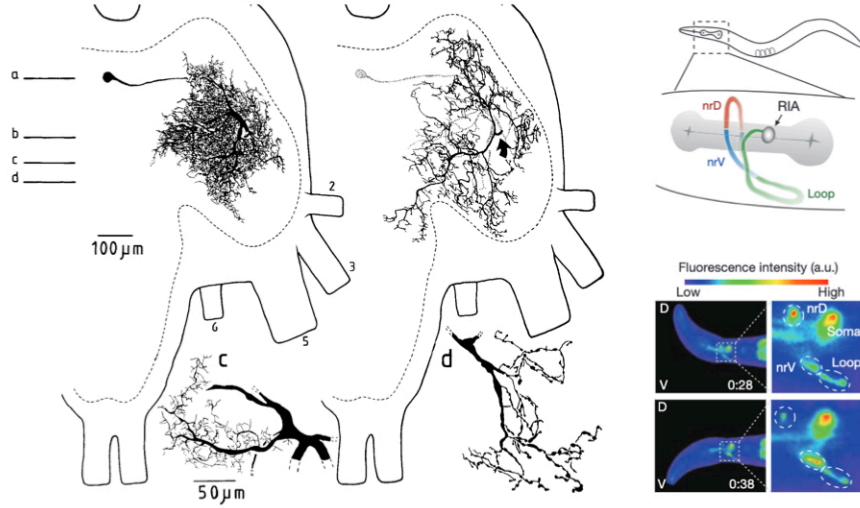 a
b
c
d
100 µm
2
3
5
6
c
50 µm
d
nrD
RIA
nrV
Loop
Fluorescence intensity (a.u.)
Low High
D
V
0:28
nrD
Soma
Loop
nrV
D
V
0:38